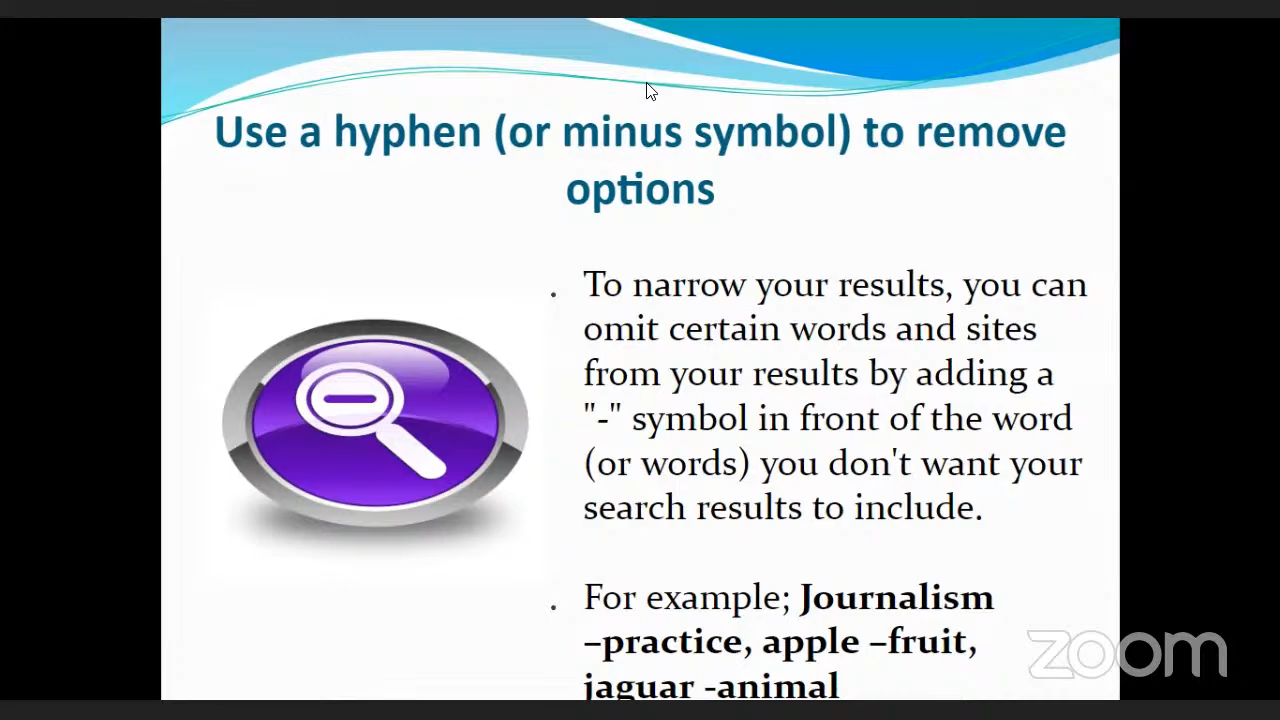 Use a hyphen (or minus symbol) to remove
options
. To narrow your results, you can
omit certain words and sites
from your results by adding a
"-" symbol in front of the word
(or words) you don't want your
search results to include.
. For example; Journalism
–practice, apple –fruit,
jaguar -animal
zoom